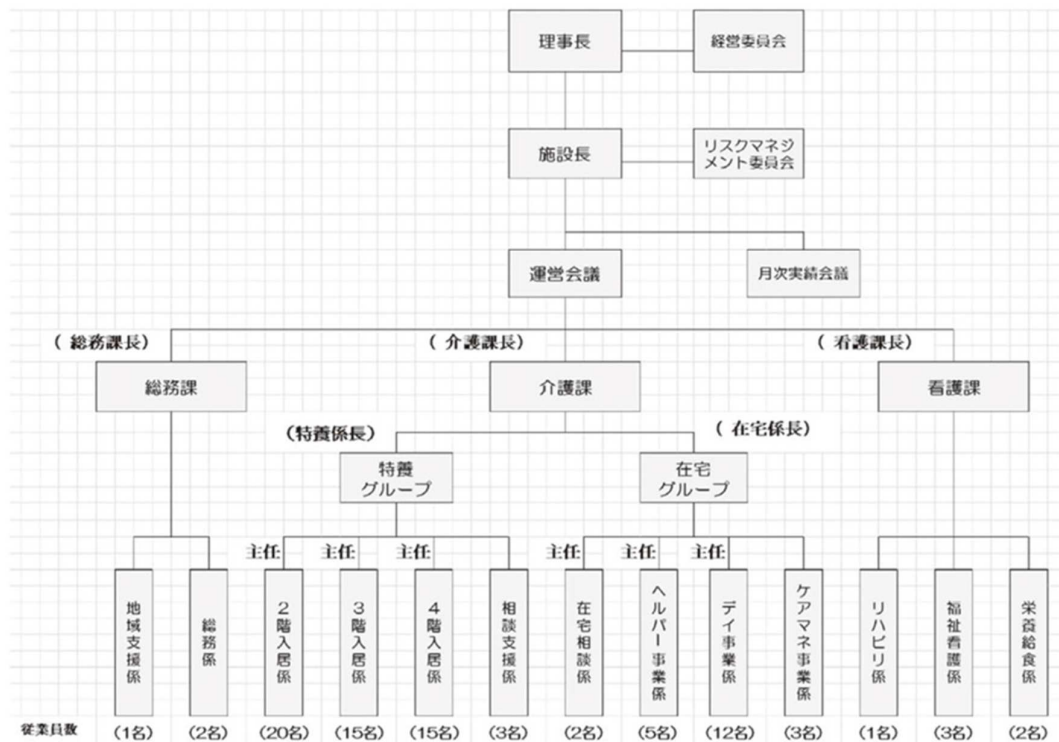 理事長
経営委員会
施設長
リスクマネジ
メント委員会
運営会議
月次実績会議
( 総務課長)
( 介護課長)
( 看護課長)
総務課
介護課
看護課
(特養係長)
( 在宅係長)
特養
グループ
在宅
グループ
主任
主任
主任
主任
主任
主任
地域支援係
総務係
2階入居係
3階入居係
4階入居係
相談支援係
在宅相談係
ヘルパー事業係
デイ事業係
ケアマネ事業係
リハビリ係
福祉看護係
栄養給食係
従業員数 (1名) (2名) (20名) (15名) (15名) (3名) (2名) (5名) (12名) (3名) (1名) (3名) (2名)